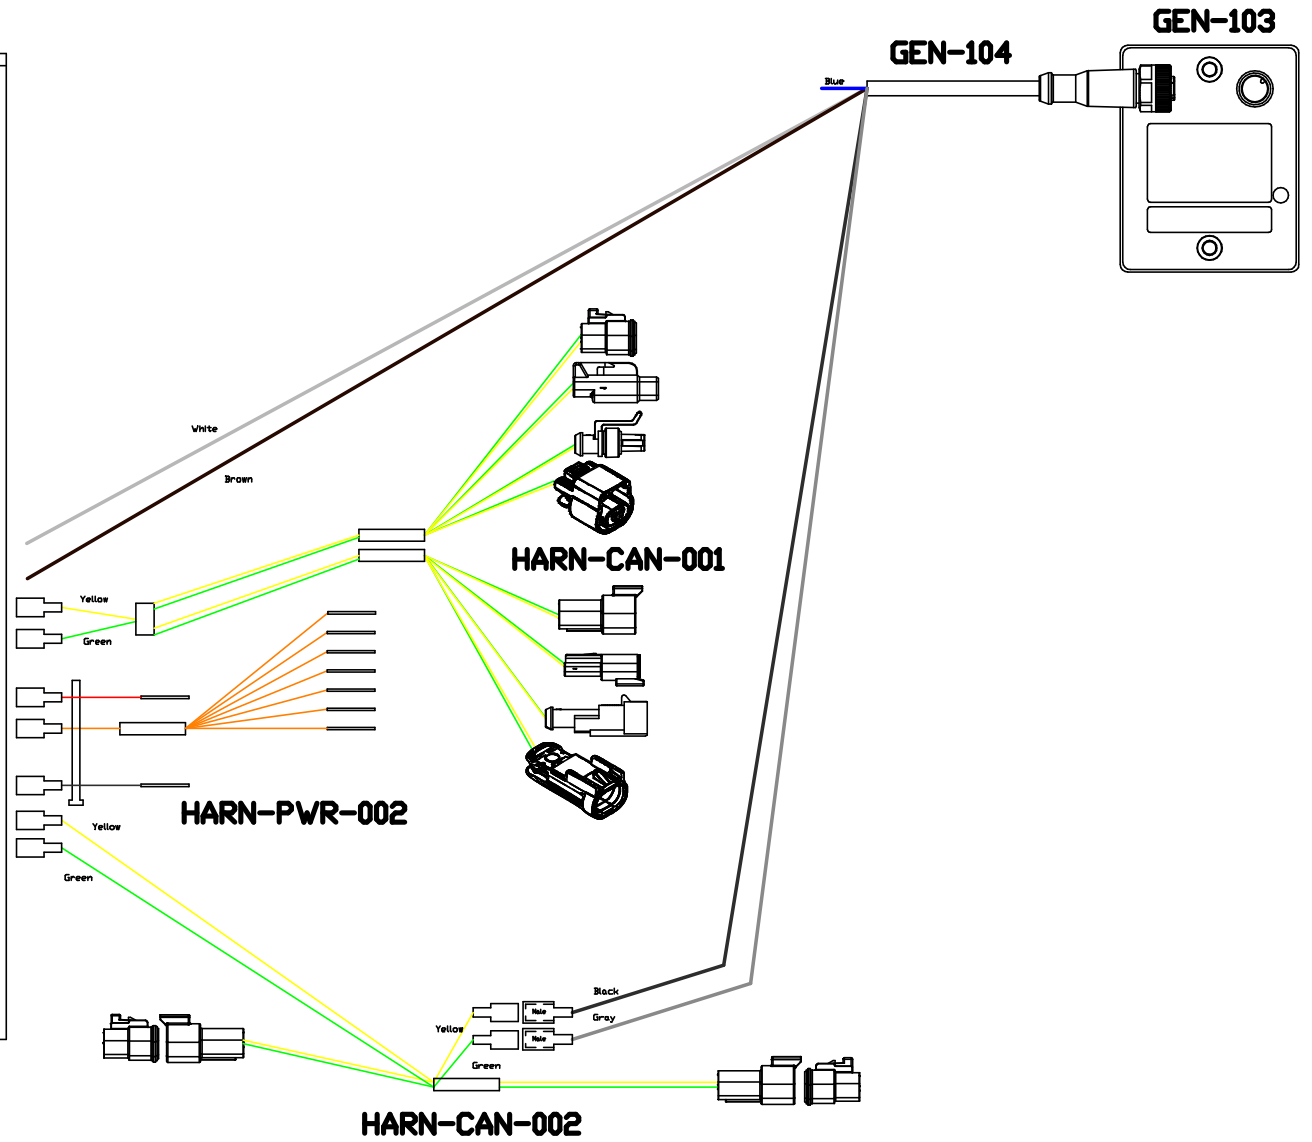 GEN-103
GEN-104
Blue
White
Brown
HARN-CAN-001
Yellow
Green
HARN-PWR-002
Yellow
Green
Black
Male
Gray
Yellow
Male
Green
HARN-CAN-002